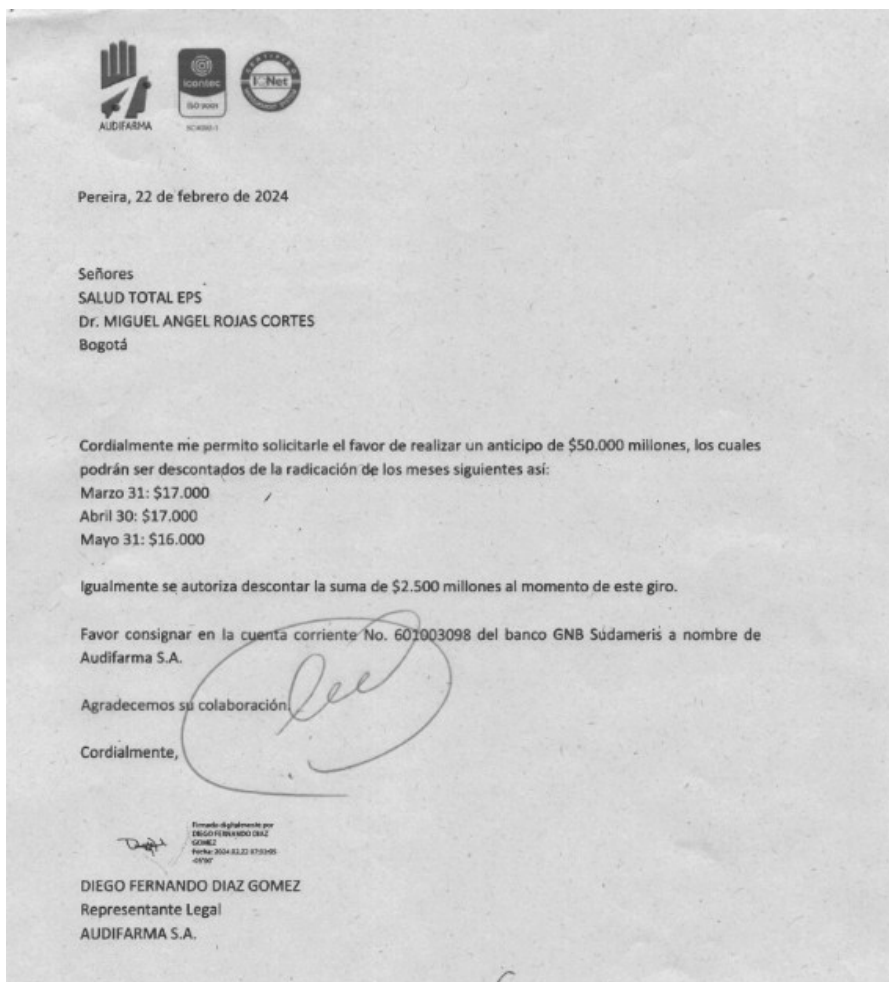 AUDIFARMA
icontec
ISO 9001
IQNet
Pereira, 22 de febrero de 2024
Señores
SALUD TOTAL EPS
Dr. MIGUEL ANGEL ROJAS CORTES
Bogotá
Cordialmente me permito solicitarle el favor de realizar un anticipo de $50.000 millones, los cuales
podrán ser descontados de la radicación de los meses siguientes así:
Marzo 31: $17.000
Abril 30: $17.000
Mayo 31: $16.000
Igualmente se autoriza descontar la suma de $2.500 millones al momento de este giro.
Favor consignar en la cuenta corriente No. 601003098 del banco GNB Sudameris a nombre de
Audifarma S.A.
Agradecemos su colaboración.
Cordialmente,
Firmado digitalmente por
DIEGO FERNANDO DIAZ
GOMEZ
Fecha: 2024.02.22
DIEGO FERNANDO DIAZ GOMEZ
Representante Legal
AUDIFARMA S.A.